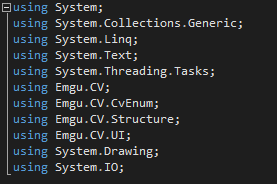 using System;
using System.Collections.Generic;
using System.Linq;
using System.Text;
using System.Threading.Tasks;
using Emgu.CV;
using Emgu.CV.CvEnum;
using Emgu.CV.Structure;
using Emgu.CV.UI;
using System.Drawing;
using System.IO;